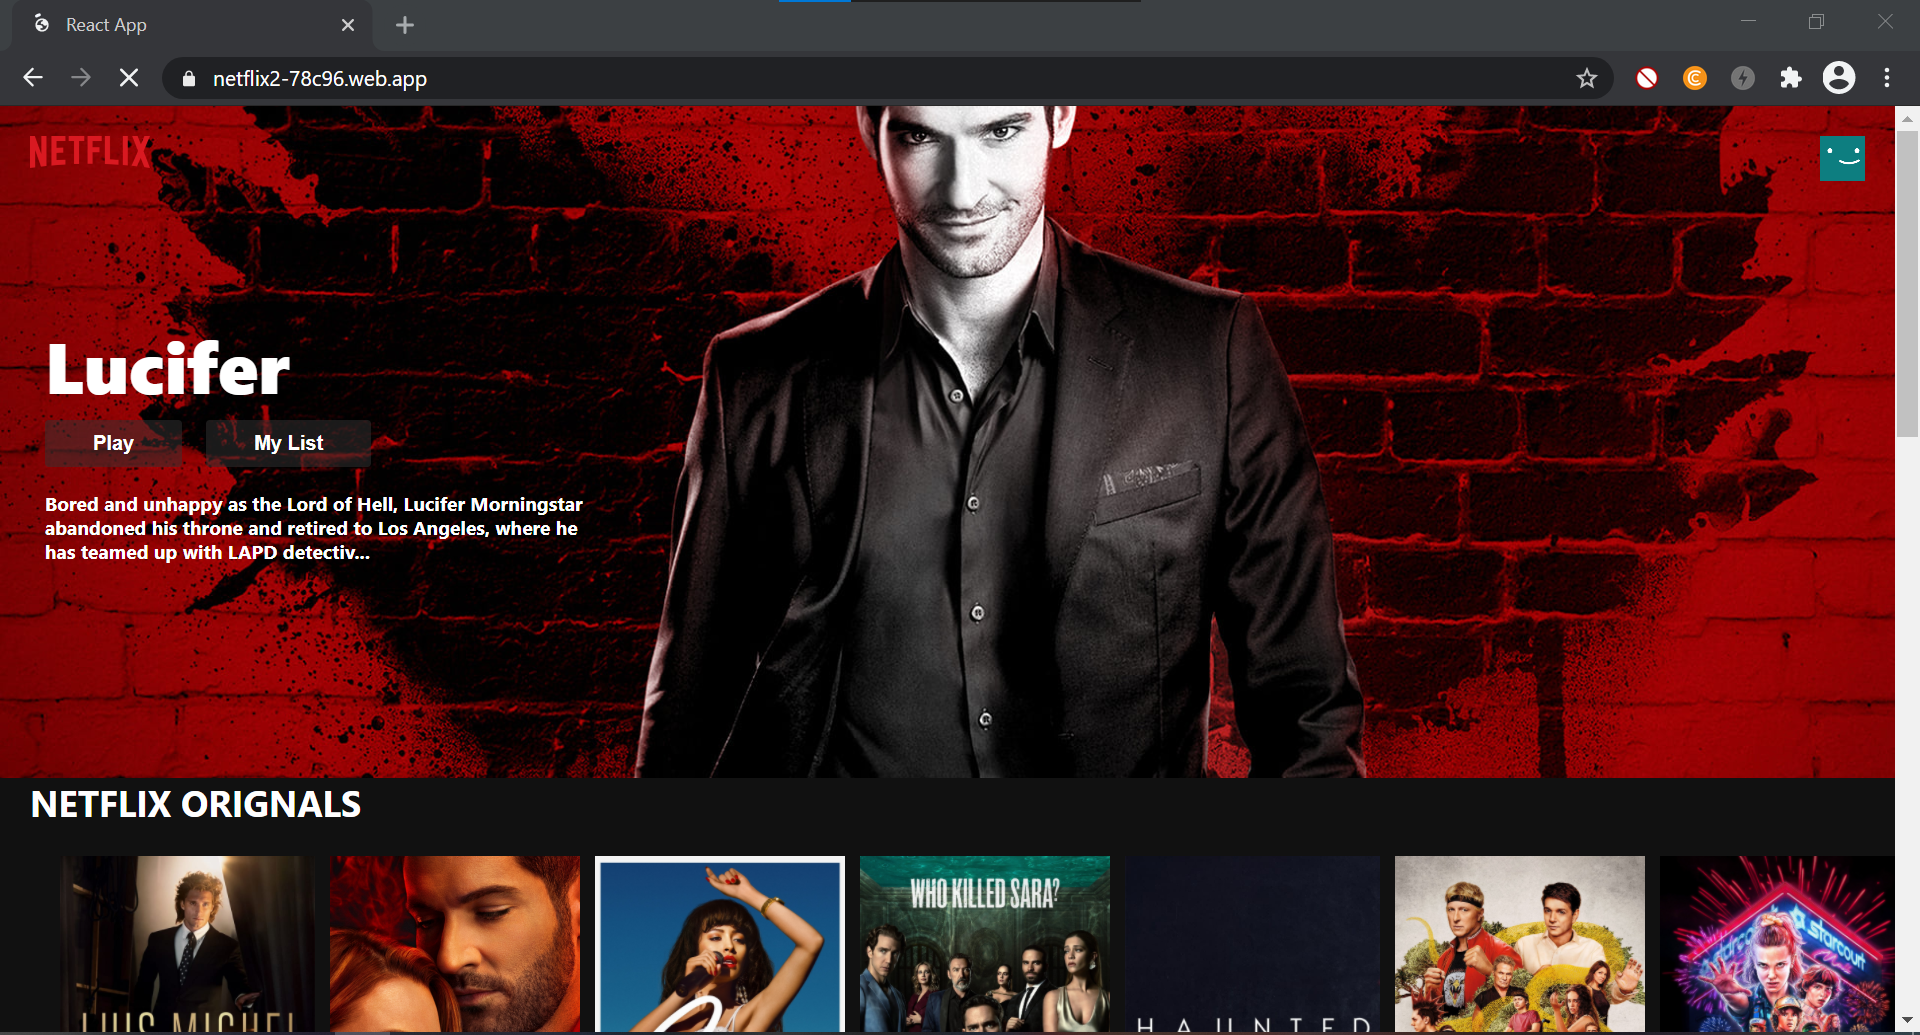 React App
netflix2-78c96.web.app
NETFLIX
Lucifer
Play
My List
Bored and unhappy as the Lord of Hell, Lucifer Morningstar
abandoned his throne and retired to Los Angeles, where he
has teamed up with LAPD detectiv...
NETFLIX ORIGNALS
WHO KILLED SARA?
starcourt
LUIS MIGUEL
HAUNTED